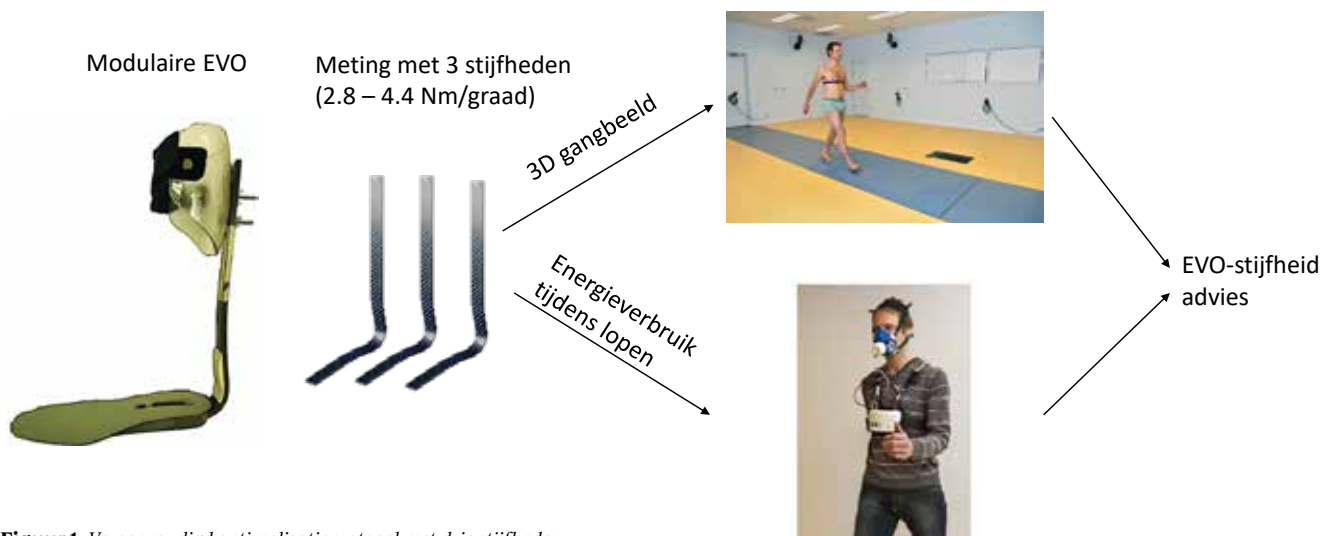 Modulaire EVO
Meting met 3 stijfheden
(2.8 – 4.4 Nm/graad)
3D gangbeeld
Energieverbruik
tijdens lopen
EVO-stijfheid
advies